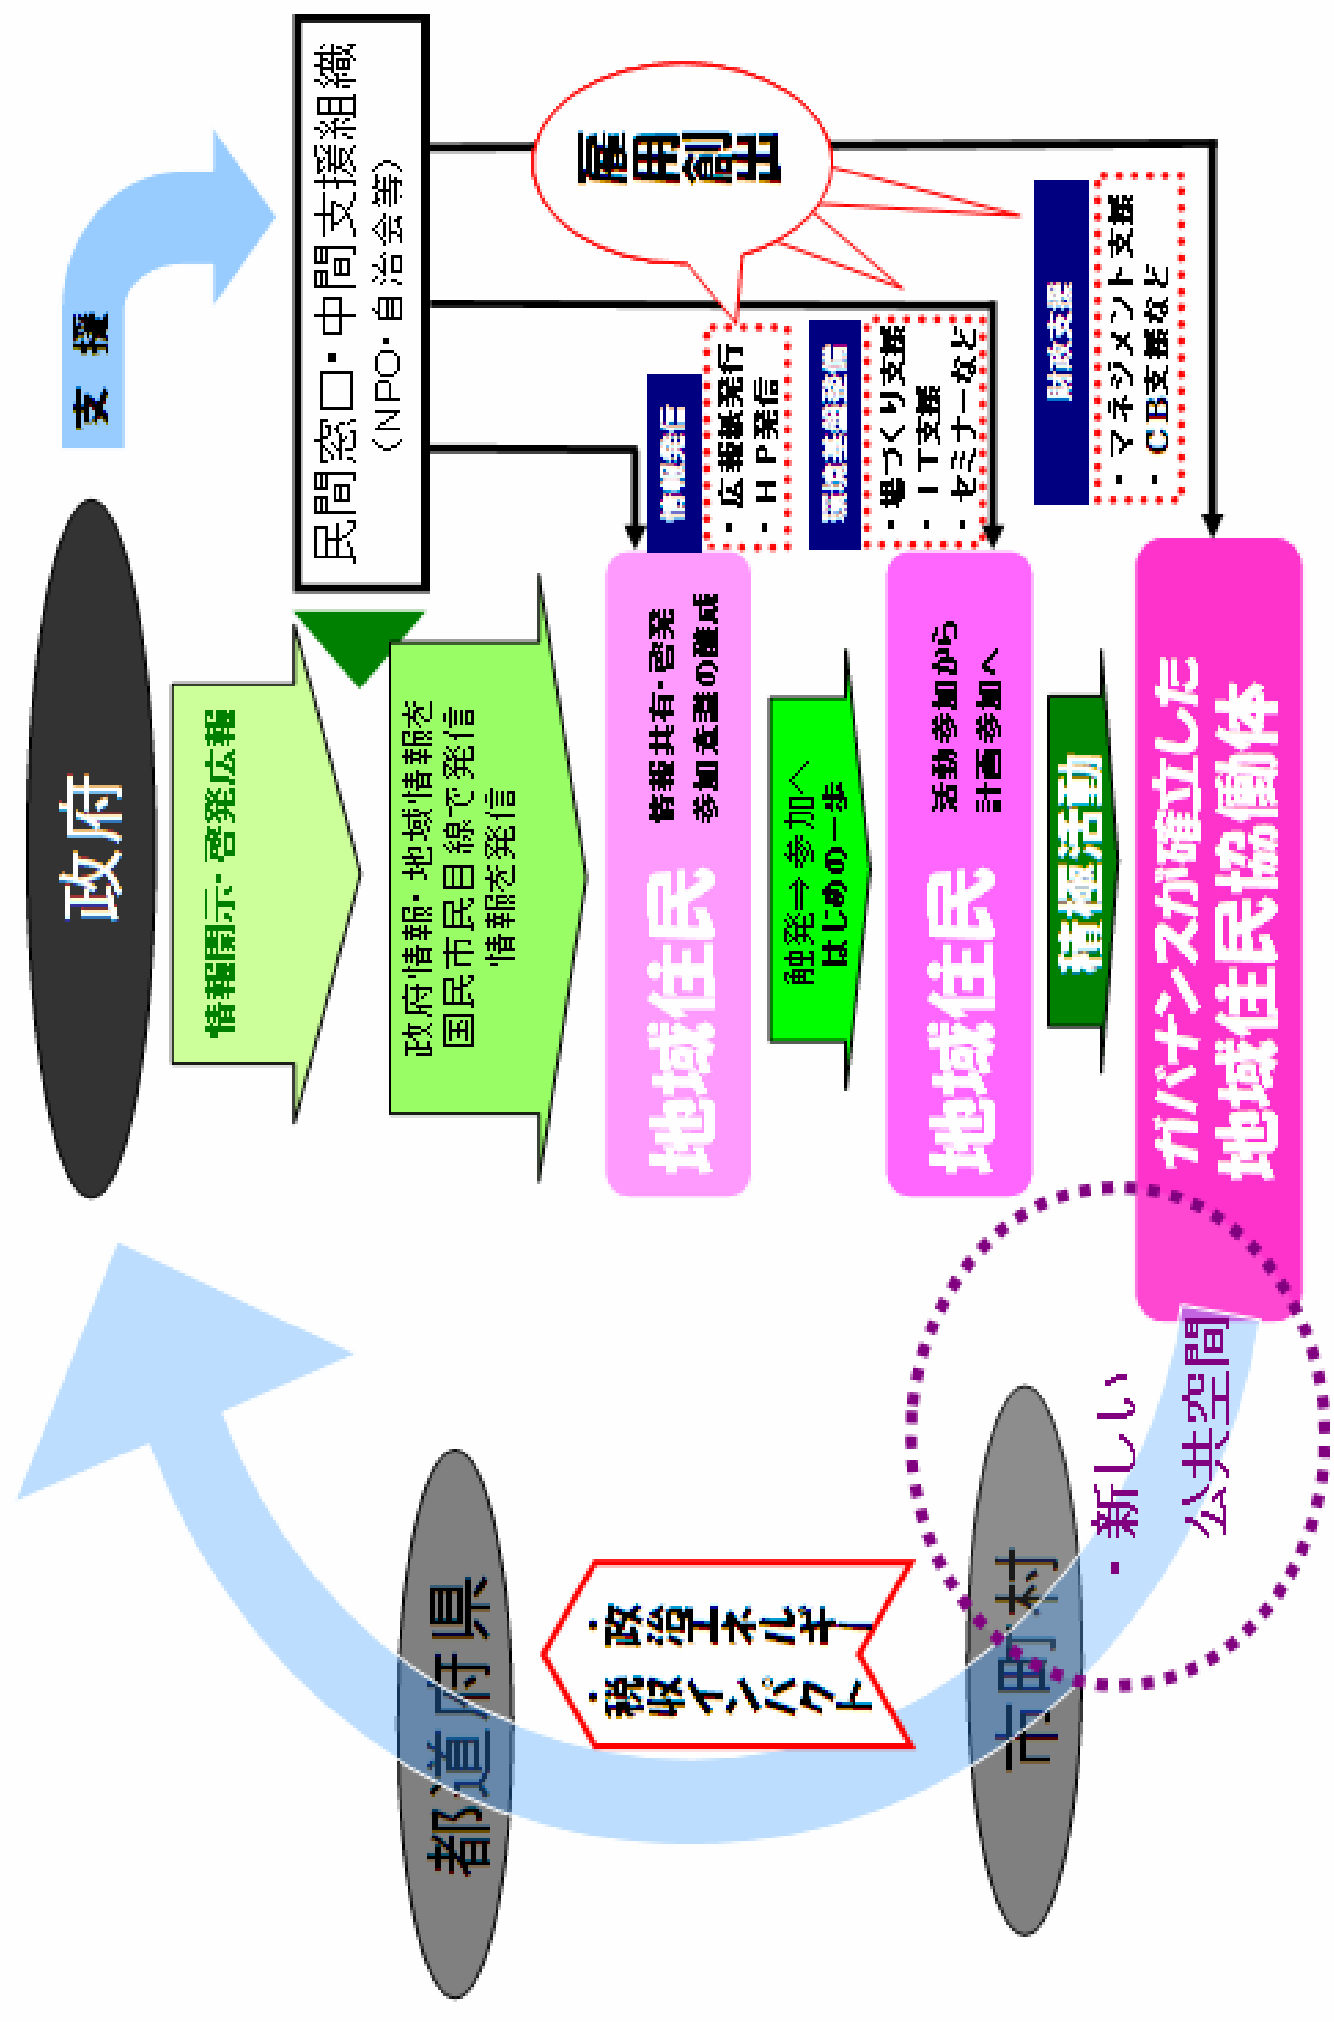 政府
支援
民間窓口・中間支援組織
（NPO・自治会等）
情報開示・啓発広報
政府情報・地域情報を
国民市民目線で発信
情報を発信
雇用創出
情報発信
・広報紙発行
・HP発信
地域住民
情報共有・啓発
参加意識の醸成
・場づくり支援
・IT支援
・セミナーなど
触発⇒参加へ
はじめの一歩
地域住民
活動参加から
計画参加へ
財政支援
・マネジメント支援
・CB支援など
積極活動
ガバナンスが確立した
地域住民協働体
都道府県
・政治エネルギー
・税収インパクト
市町村
・新しい
公共空間